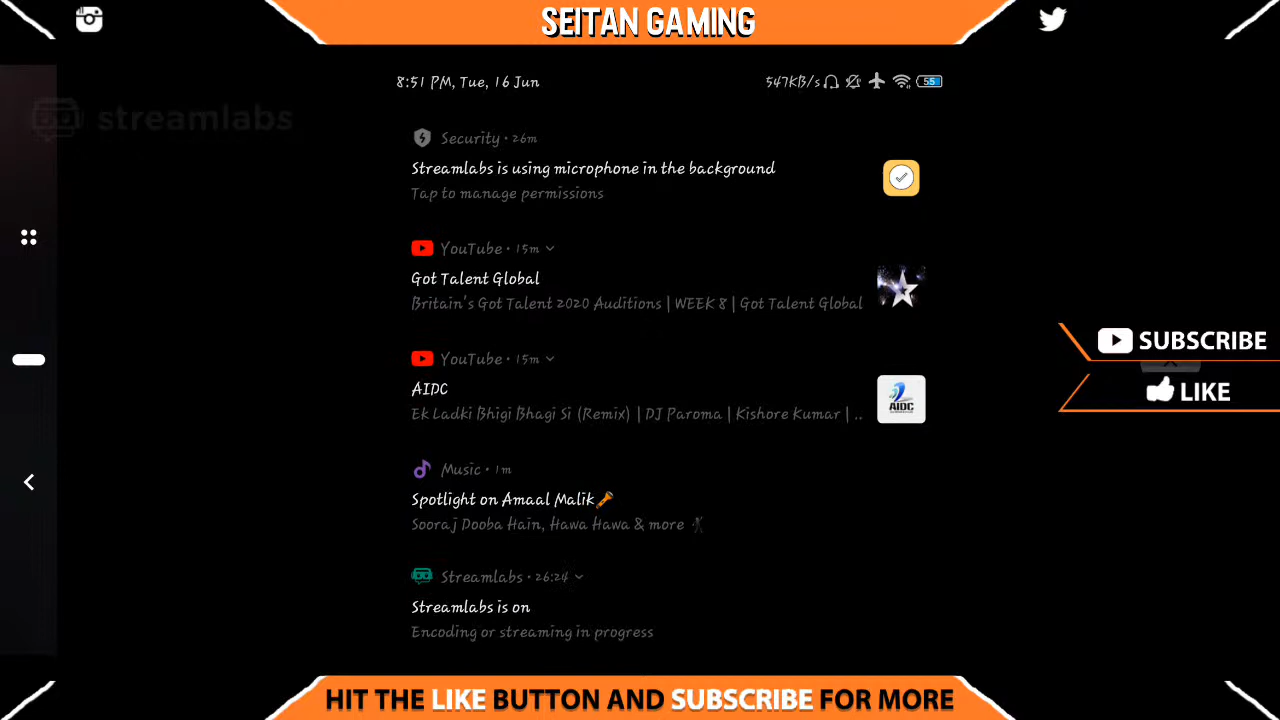 SEITAN GAMING
8:51 PM, Tue, 16 Jun
547KB/s
55
streamlabs
Security • 26m
Streamlabs is using microphone in the background
Tap to manage permissions
YouTube • 15m
Got Talent Global
Britain's Got Talent 2020 Auditions | WEEK 8 | Got Talent Global
SUBSCRIBE
YouTube • 15m
AIDC
Ek Ladki Bhigi Bhagi Si (Remix) | DJ Paroma | Kishore Kumar | ..
AIDC
LIKE
Music • 1m
Spotlight on Amaal Malik
Sooraj Dooba Hain, Hawa Hawa & more
Streamlabs • 26:24
Streamlabs is on
Encoding or streaming in progress
HIT THE LIKE BUTTON AND SUBSCRIBE FOR MORE